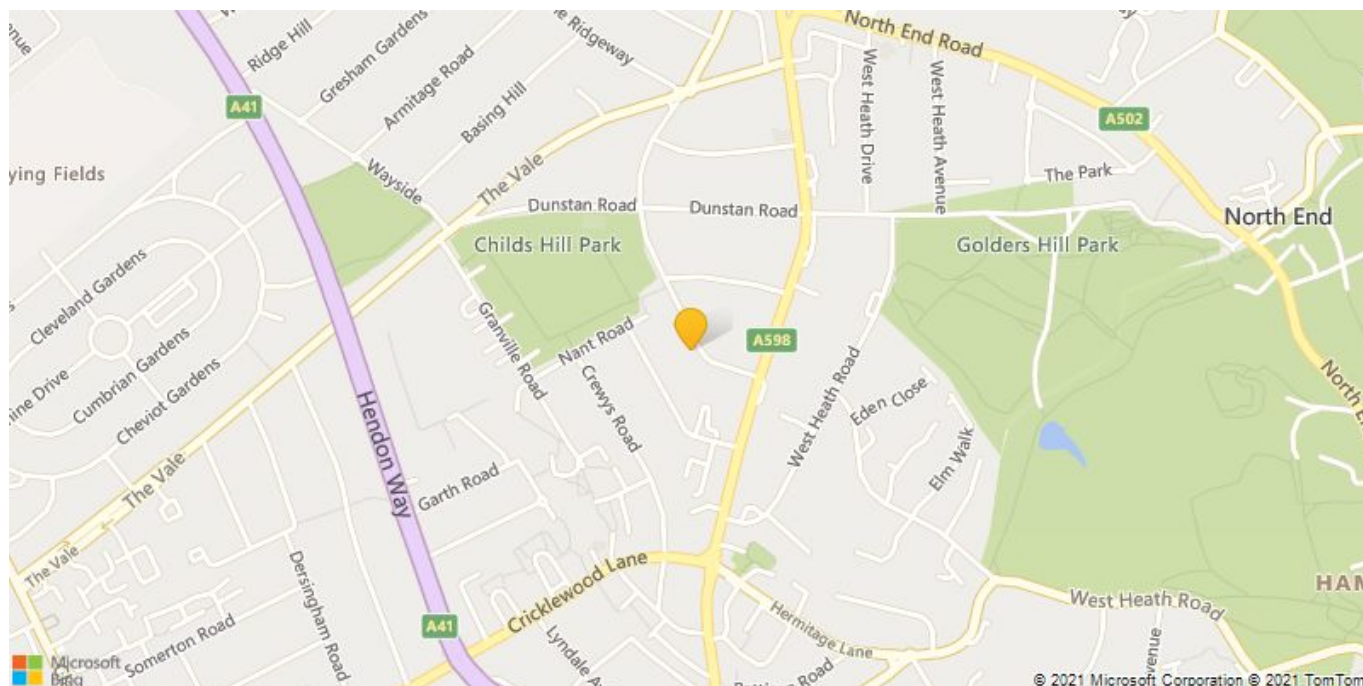 North End Road
Ridge Hill
Gresham Gardens
Ridgeway
A41
Armitage Road
Basing Hill
West Heath Drive
West Heath Avenue
A502
ying Fields
Wayside
The Vale
The Park
Dunstan Road
Dunstan Road
North End
Childs Hill Park
Golders Hill Park
Cleveland Gardens
Granville Road
Nant Road
A598
Cumbrian Gardens
Crewys Road
West Heath Road
Eden Close
North
Cheviot Gardens
Hendon Way
Elm Walk
The Vale
Garth Road
The Vale
Dersingham Road
Cricklewood Lane
HAM
West Heath Road
Hermitage Lane
A41
Somerton Road
Lyndale
Avenue
Microsoft
Bing
© 2021 Microsoft Corporation © 2021 TomTom